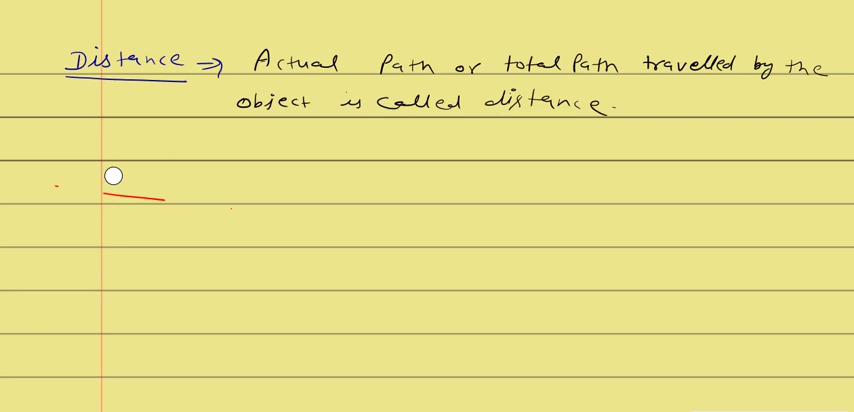 Distance → Actual Path or total Path travelled by the
object is called distance.